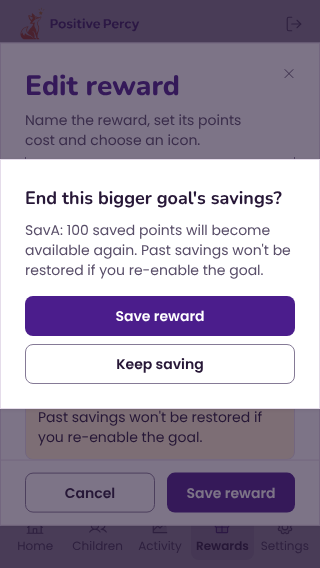 Positive Percy
Edit reward
Name the reward, set its points
cost and choose an icon.
End this bigger goal's savings?
SavA: 100 saved points will become
available again. Past savings won't be
restored if you re-enable the goal.
Save reward
Keep saving
Past savings won't be restored if
you re-enable the goal.
Cancel
Save reward
Home
Children
Activity
Rewards
Settings